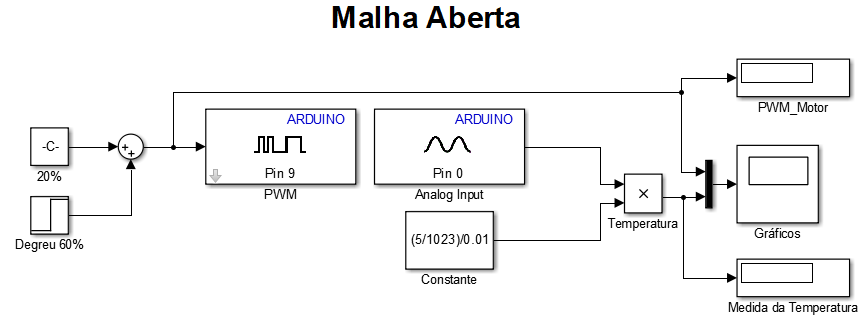 Malha Aberta
PWM_Motor
ARDUINO
Pin 9
PWM
ARDUINO
Pin 0
Analog Input
-C-
20%
Degreu 60%
(5/1023)/0.01
Constante
×
Temperatura
Gráficos
Medida da Temperatura